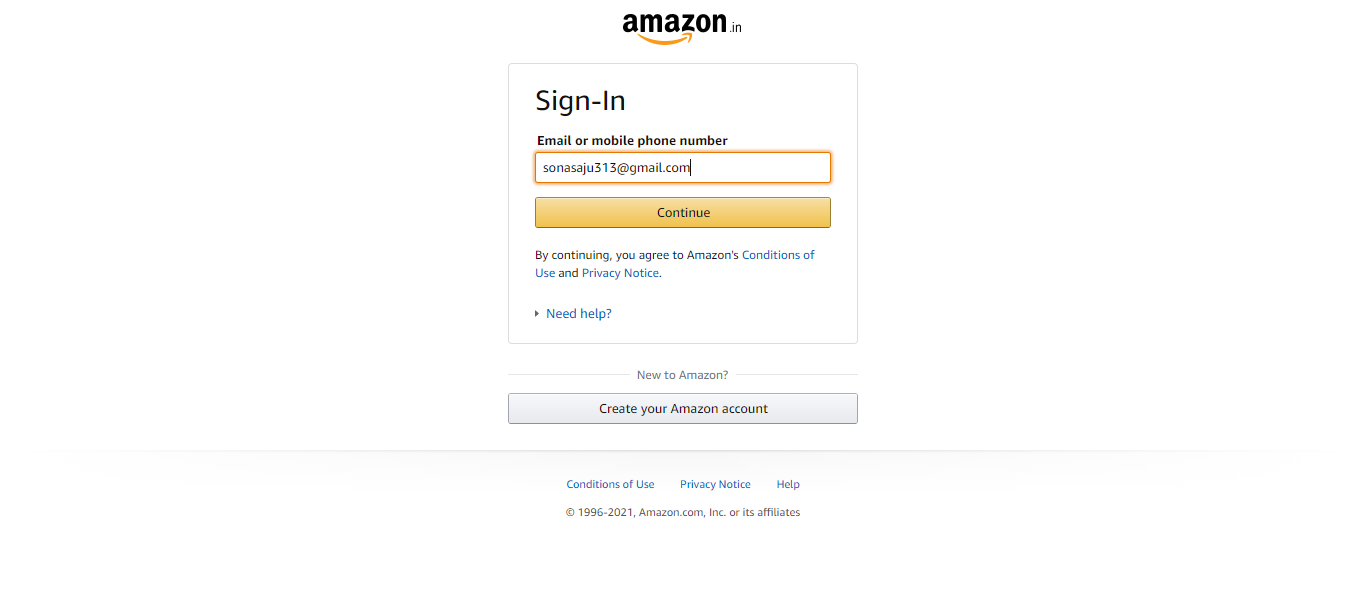 amazon.in
Sign-In
Email or mobile phone number
sonasaju313@gmail.com
Continue
By continuing, you agree to Amazon's Conditions of
Use and Privacy Notice.
Need help?
New to Amazon?
Create your Amazon account
Conditions of Use Privacy Notice Help
© 1996-2021, Amazon.com, Inc. or its affiliates